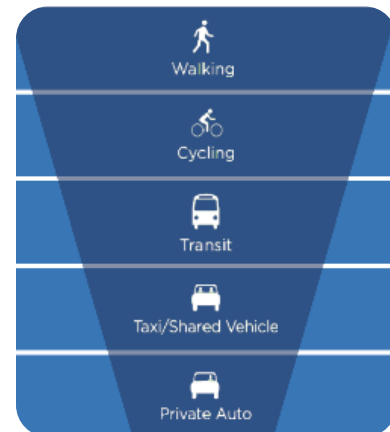 Walking
Cycling
Transit
Taxi/Shared Vehicle
Private Auto